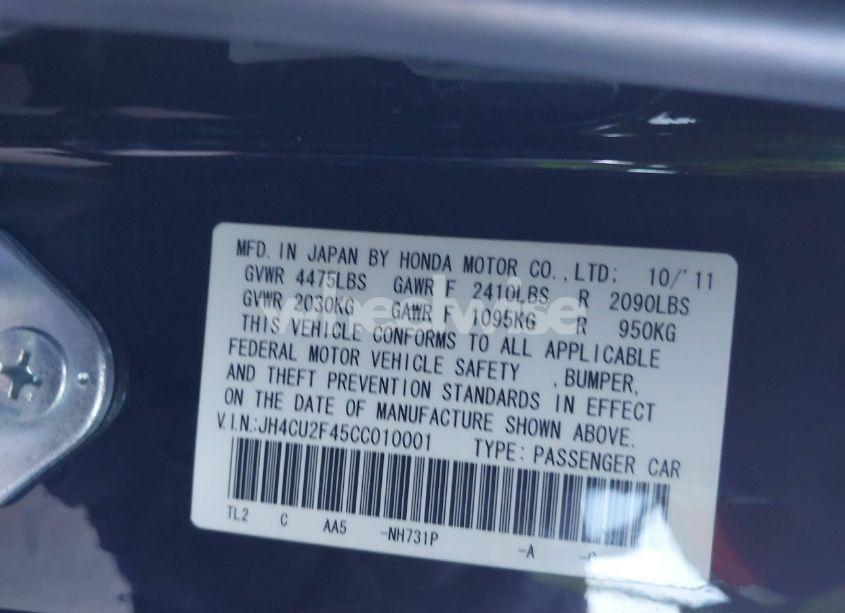 MFD. IN JAPAN BY HONDA MOTOR CO., LTD: 10/'11
GVWR 4475LBS GAWR F 2410LBS R 2090LBS
GVWR 2030KG GAWR F 1095KG R 950KG
THIS VEHICLE CONFORMS TO ALL APPLICABLE
FEDERAL MOTOR VEHICLE SAFETY , BUMPER,
AND THEFT PREVENTION STANDARDS IN EFFECT
ON THE DATE OF MANUFACTURE SHOWN ABOVE.
V.I.N.:JH4CU2F45CC010001 TYPE: PASSENGER CAR
TL2 C AA5 -NH731P -A -C
wheelwise